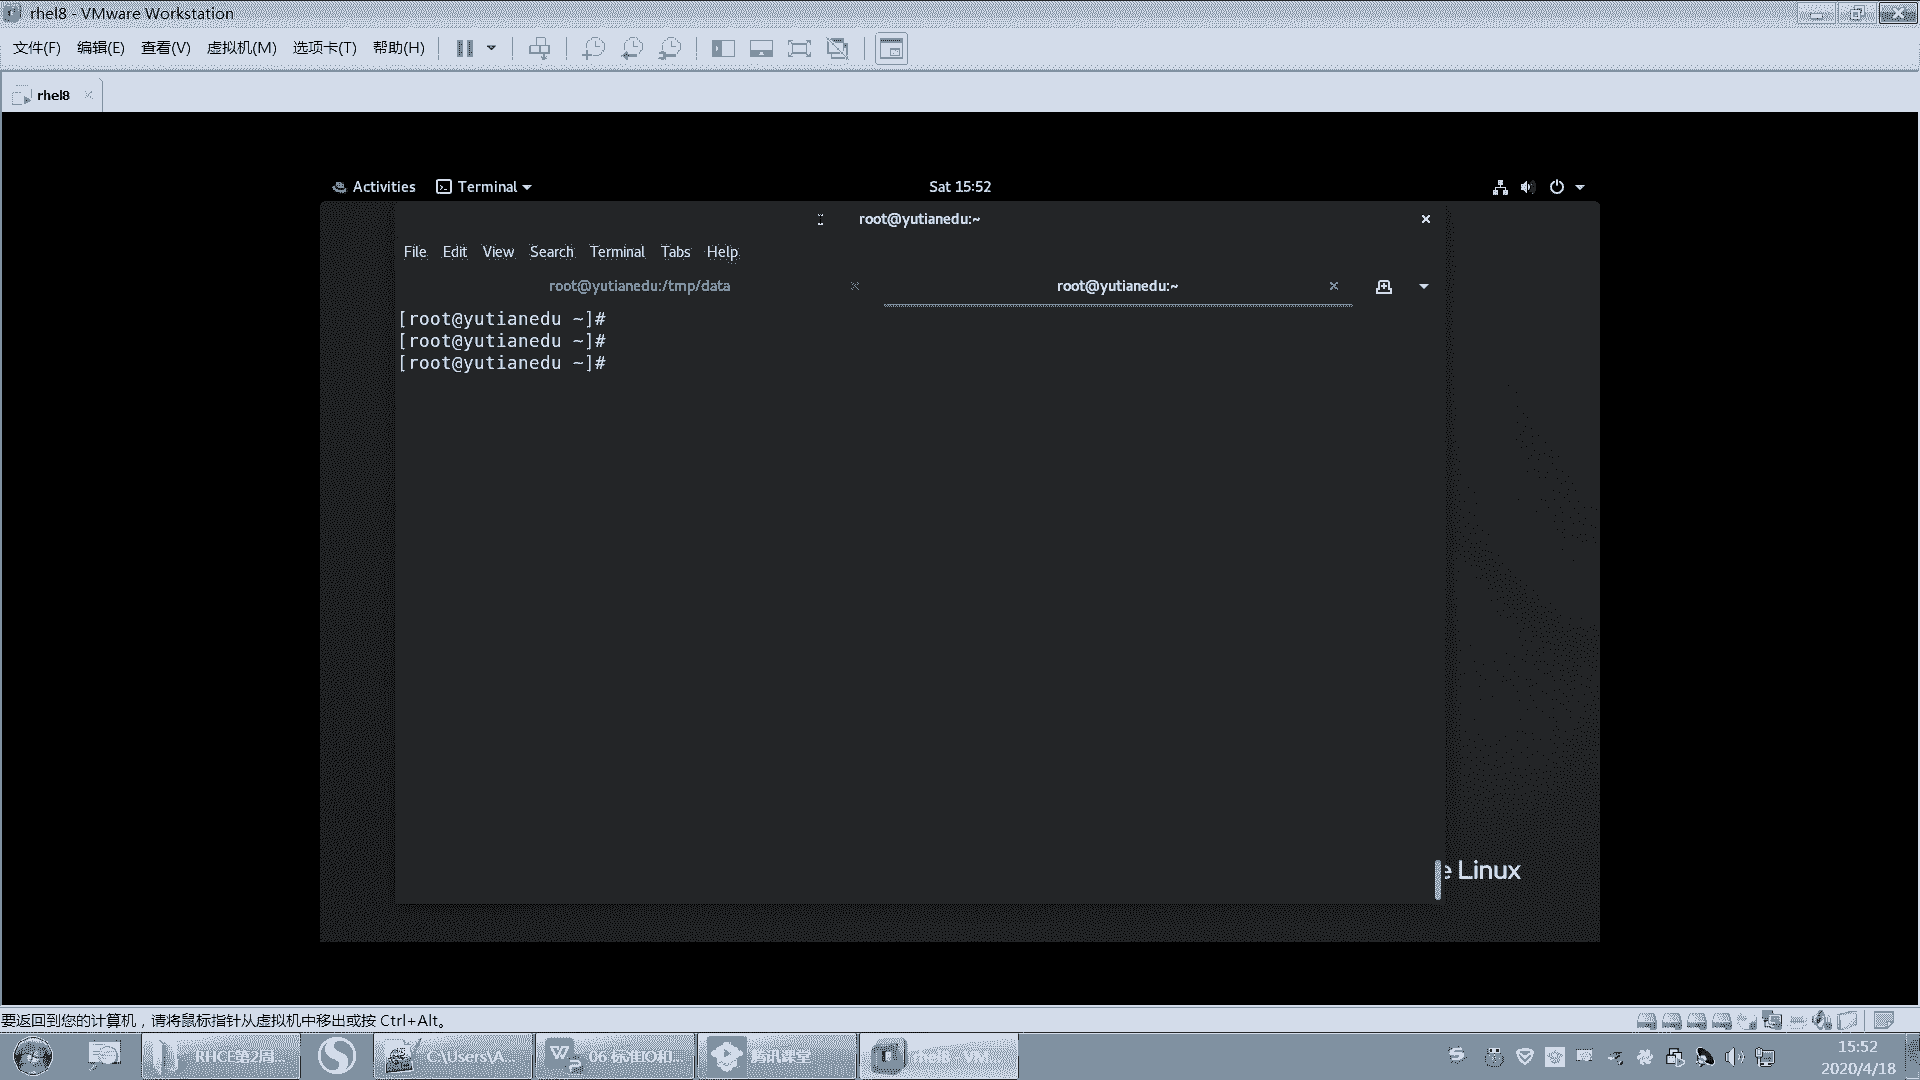 rhel8 - VMware Workstation
文件(F) 编辑(E) 查看(V) 虚拟机(M) 选项卡(T) 帮助(H)
rhel8
Activities Terminal Sat 15:52
root@yutianedu:~
File Edit View Search Terminal Tabs Help
root@yutianedu:/tmp/data root@yutianedu:~
[root@yutianedu ~]#
[root@yutianedu ~]#
[root@yutianedu ~]#
e Linux
要返回到您的计算机，请将鼠标指针从虚拟机中移出或按 Ctrl+Alt。
RHCE第2周... C:\Users\A... 06 标准IO和... 腾讯课堂 rhel8 - VM...
15:52
2020/4/18